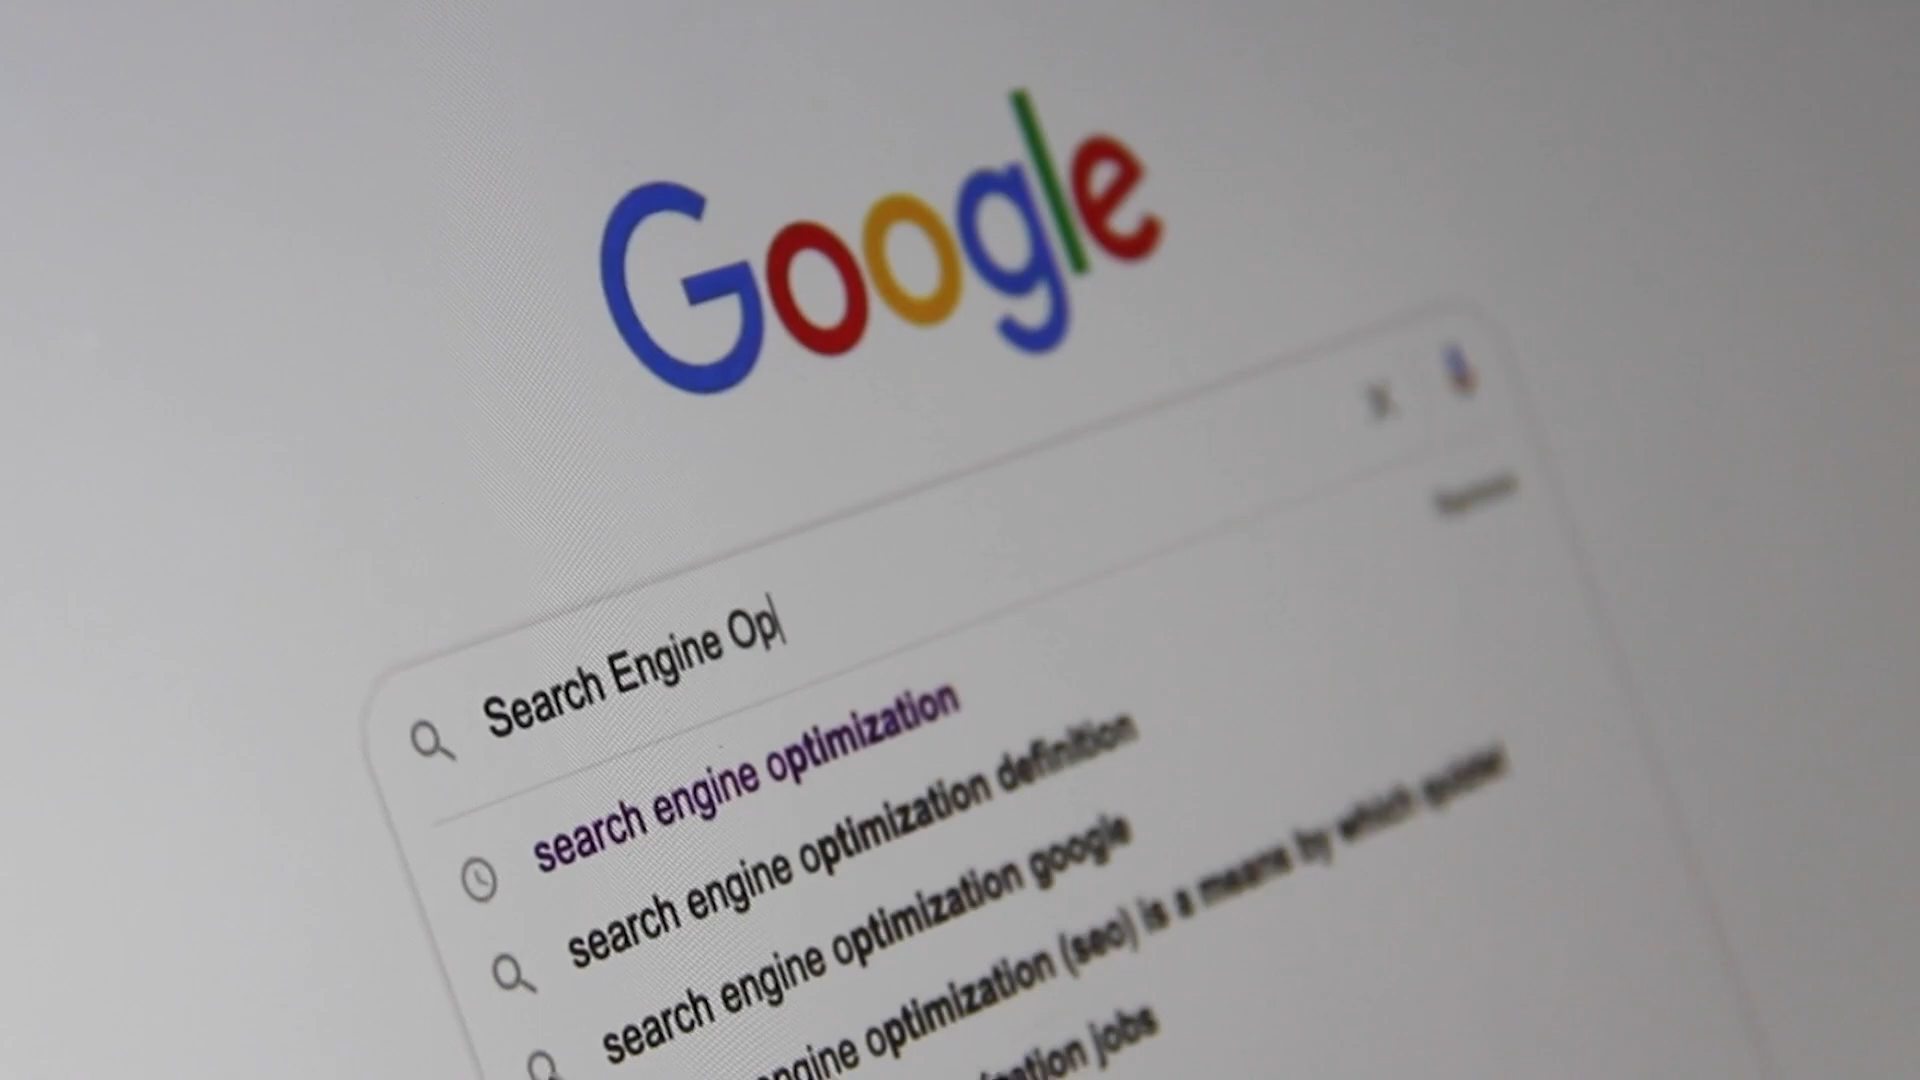 Google
Search Engine Op
search engine optimization
search engine optimization definition
search engine optimization google
engine optimization (seo) is a means by which
jobs